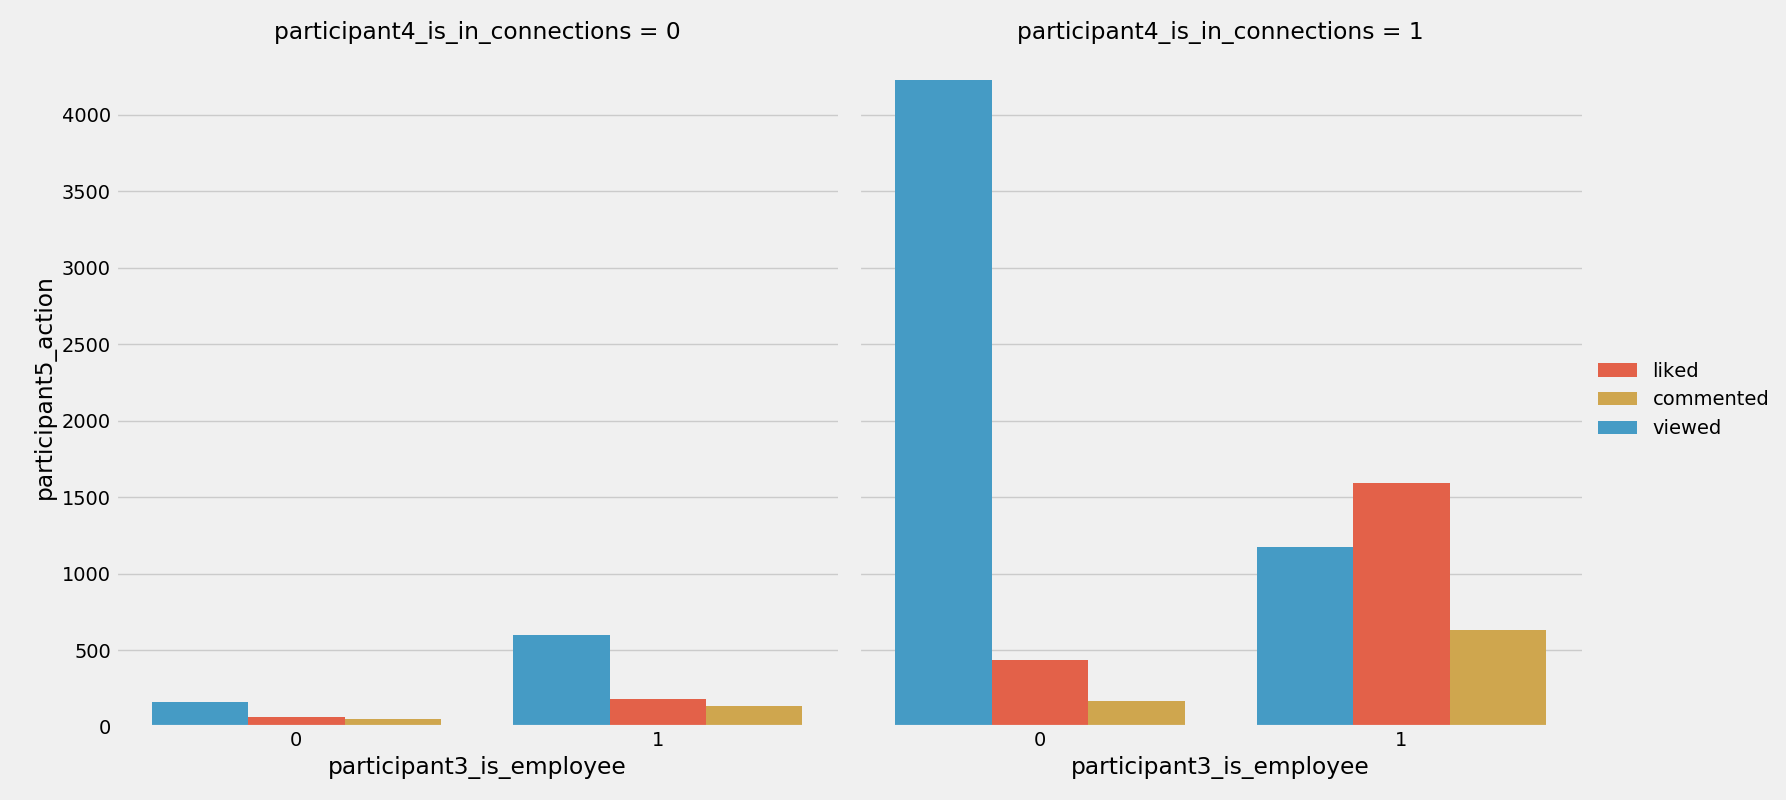 participant4_is_in_connections = 0
participant4_is_in_connections = 1
participant5_action
4000
3500
3000
2500
2000
1500
1000
500
0
0
1
participant3_is_employee
0
1
participant3_is_employee
liked
commented
viewed